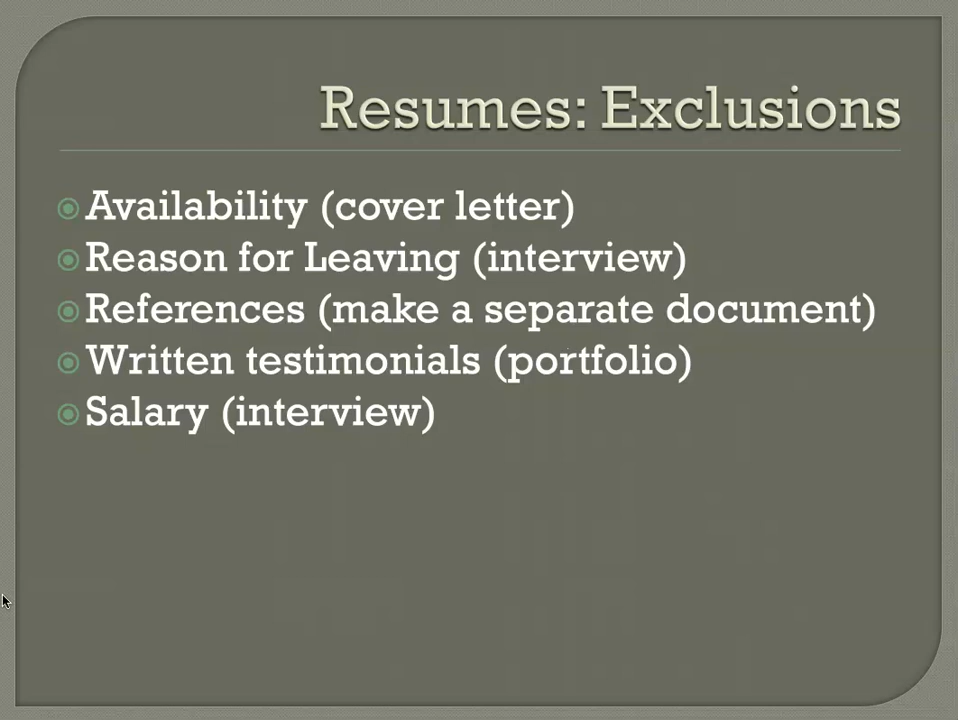 Resumes: Exclusions
Availability (cover letter)
Reason for Leaving (interview)
References (make a separate document)
Written testimonials (portfolio)
Salary (interview)